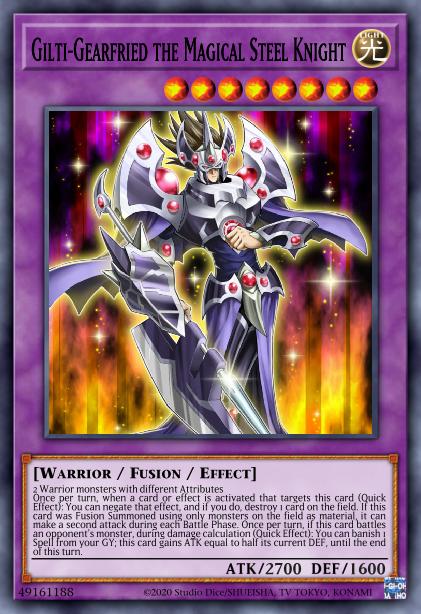 GILTI-GEARFRIED THE MAGICAL STEEL KNIGHT
LIGHT
光
[WARRIOR / FUSION / EFFECT]
2 Warrior monsters with different Attributes
Once per turn, when a card or effect is activated that targets this card (Quick
Effect): You can negate that effect, and if you do, destroy 1 card on the field. If this
card was Fusion Summoned using only monsters on the field as material, it can
make a second attack during each Battle Phase. Once per turn, if this card battles
an opponent's monster, during damage calculation (Quick Effect): You can banish 1
Spell from your GY; this card gains ATK equal to half its current DEF, until the end
of this turn.
ATK/2700 DEF/1600
49161188
©2020 Studio Dice/SHUEISHA, TV TOKYO, KONAMI